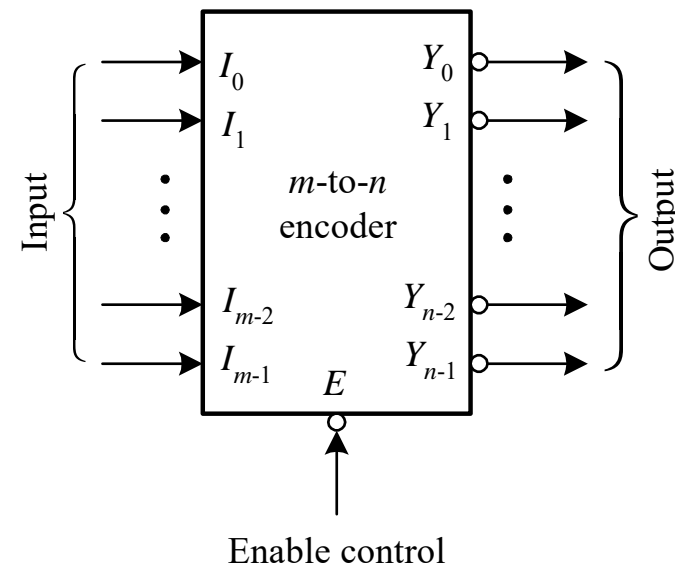 Input
I0
I1
Im-2
Im-1
m-to-n
encoder
E
Y0
Y1
Yn-2
Yn-1
Output
Enable control